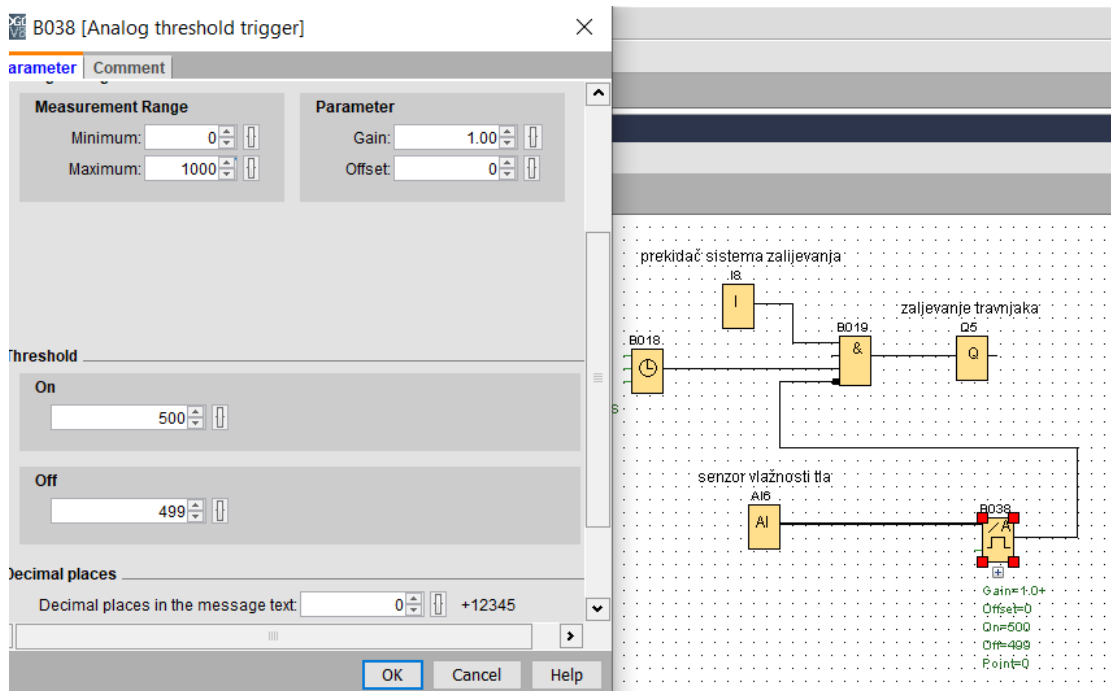 B038 [Analog threshold trigger]
arameter Comment
Measurement Range
Minimum: 0
Maximum: 1000
Parameter
Gain: 1.00
Offset: 0
Threshold
On
500
Off
499
Decimal places
Decimal places in the message text: 0 +12345
OK Cancel Help
prekidač sistema zalijevanja
I8
I
zaljevanje travnjaka
B018
B019
&
Q5
Q
senzor vlažnosti tla
AI6
AI
B038
A
Gain=1.0+
Offset=0
On=500
Off=499
Point=0